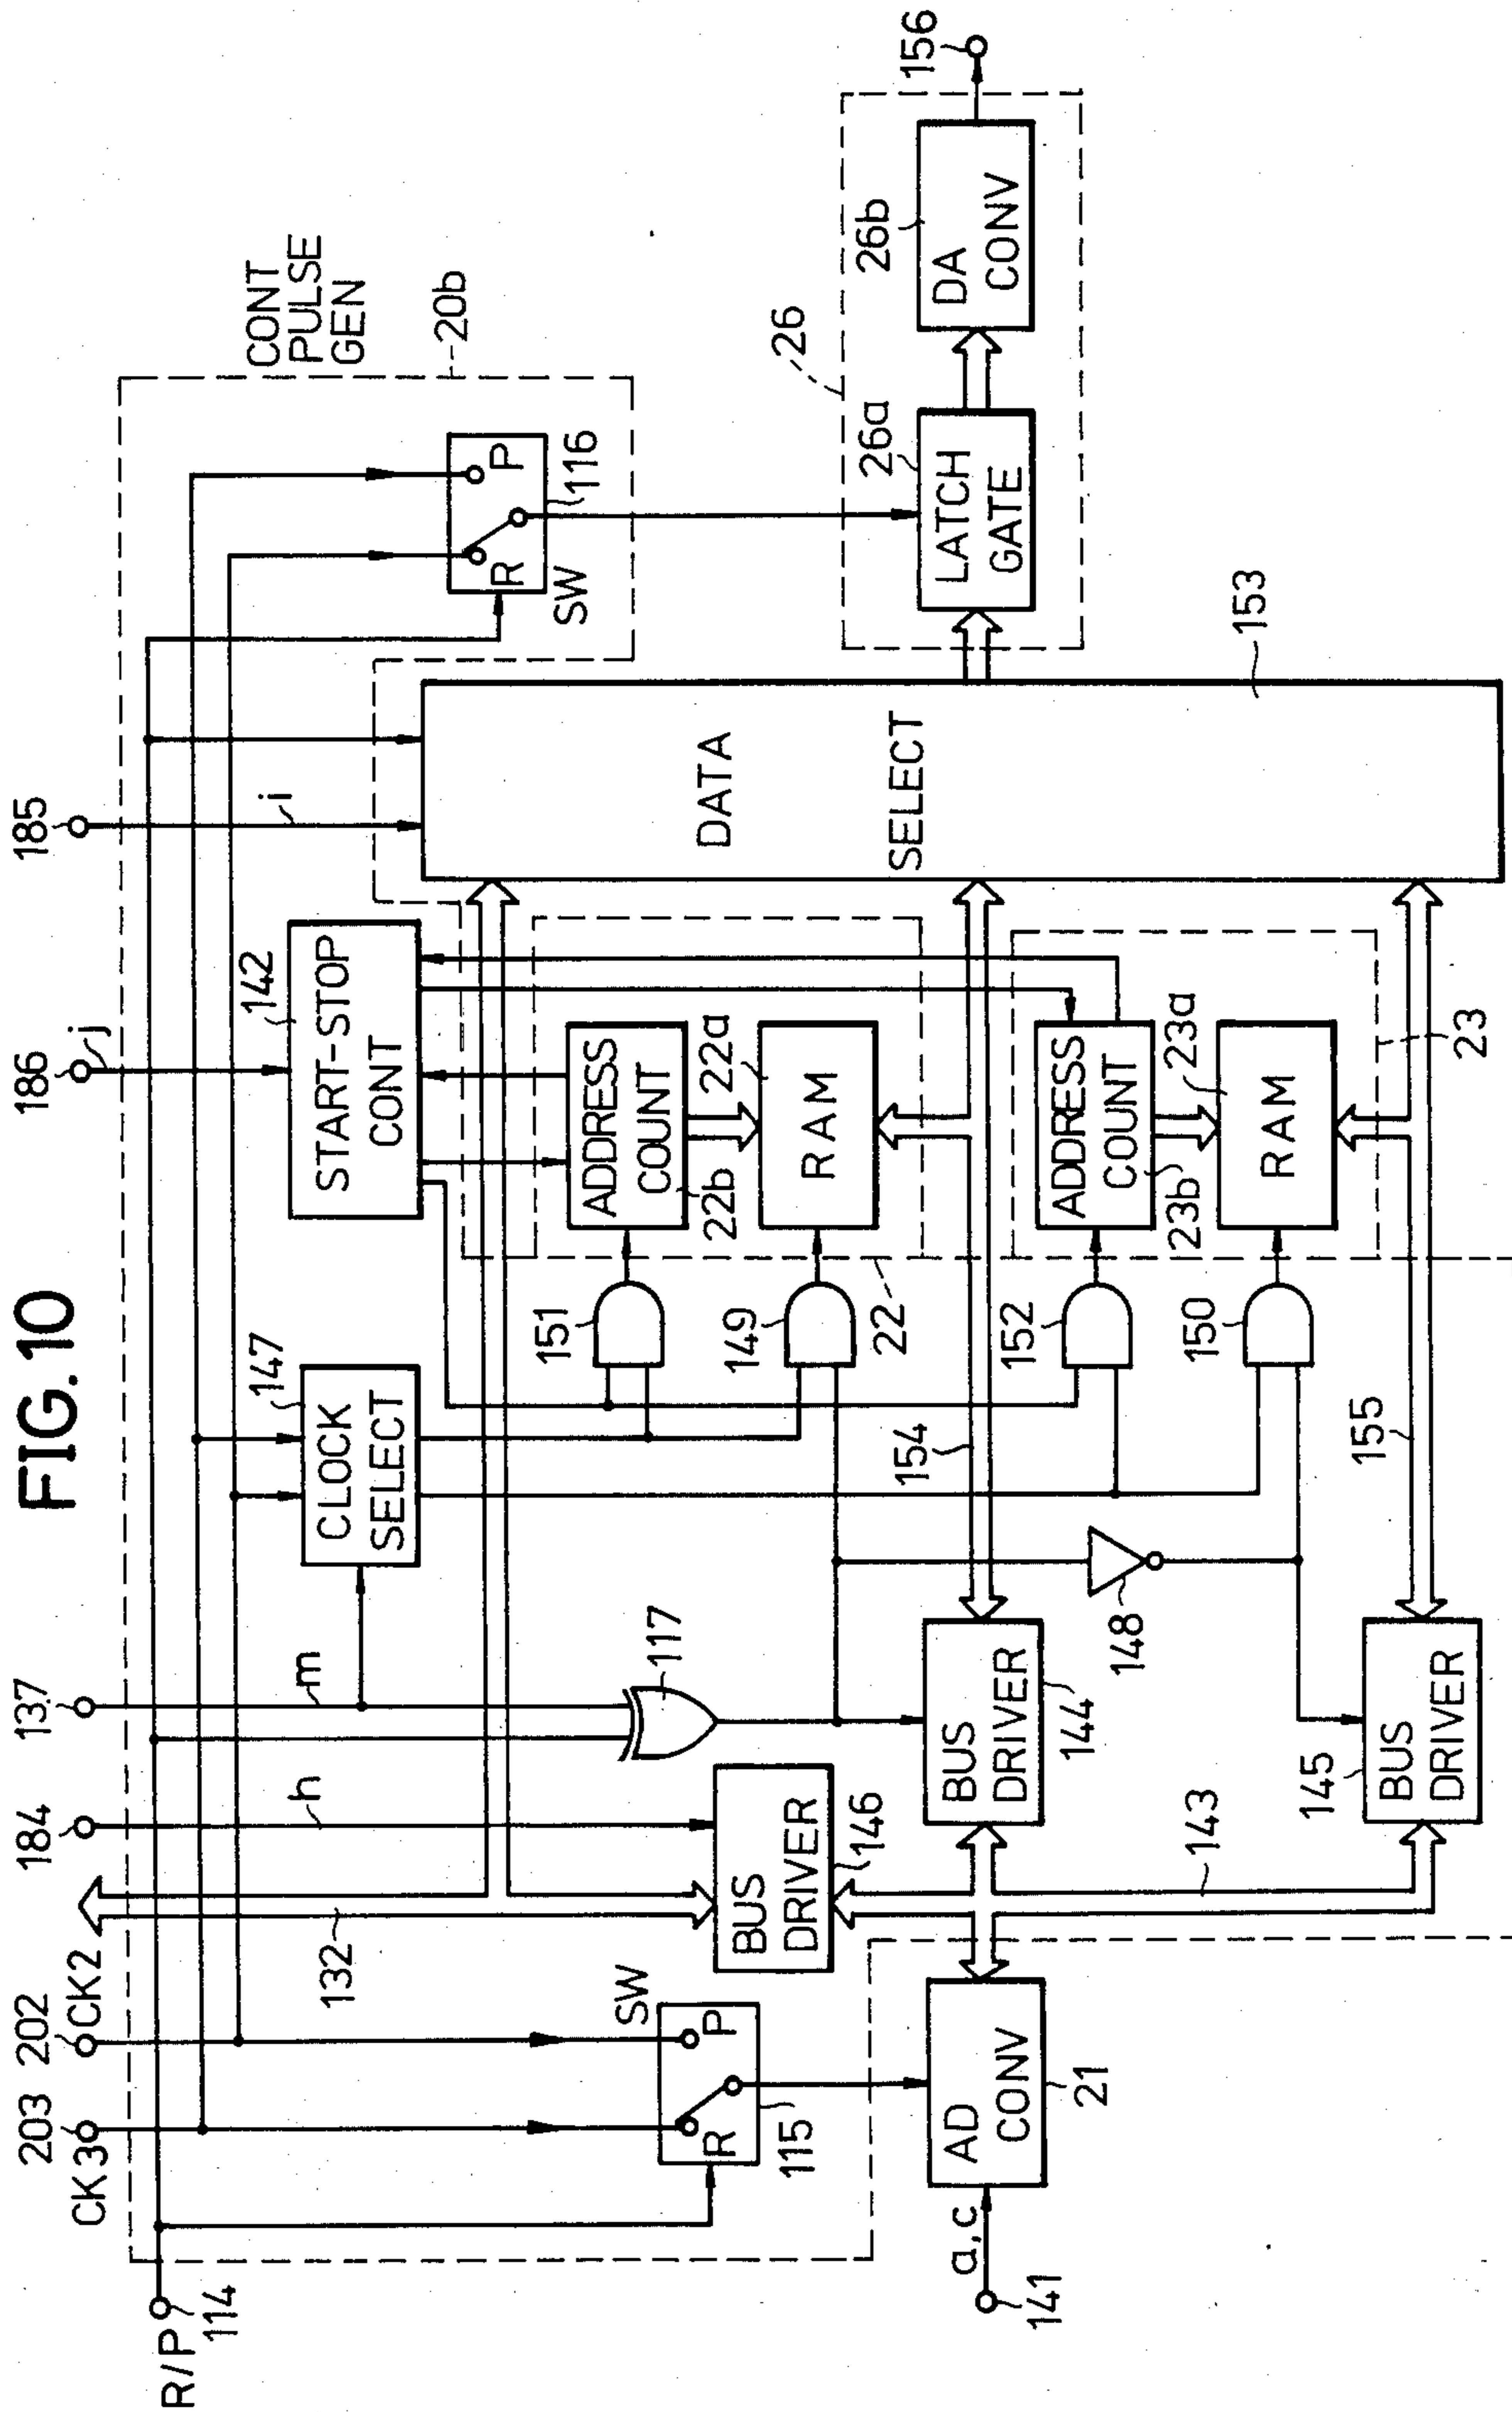 FIG. 10
203
CK3
202
CK2
184
h
137
m
186
j
185
i
R/P
114
132
CONT
PULSE
GEN
20b
147
CLOCK
SELECT
142
START-STOP
CONT
SW
R
P
115
R
P
116
SW
117
BUS
DRIVER
146
151
149
ADDRESS
COUNT
22b
22a
RAM
22
DATA
SELECT
153
26
26a
LATCH
GATE
26b
DA
CONV
156
141
a,c
AD
CONV
21
BUS
DRIVER
144
154
148
143
152
150
ADDRESS
COUNT
23b
23a
RAM
23
145
BUS
DRIVER
155